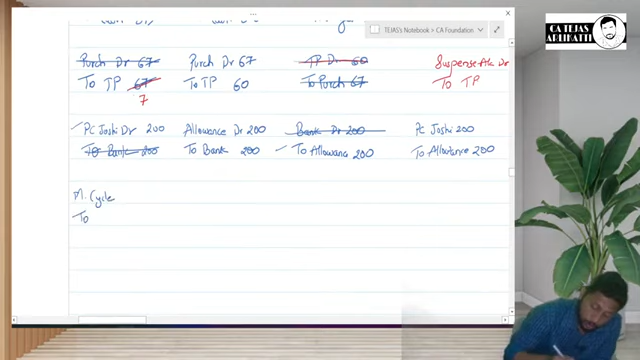 TEJAS's Notebook > CA Foundation
CA TEJAS
ARLIKATTI
Purch Dr 67
Purch Dr 67
TP Dr 60
Suspense A/c Dr
To TP 67
7
To TP 60
To Purch 67
To TP
PC Joshi Dr 200
Allowance Dr 200
Bank Dr 200
PC Joshi 200
To Bank 200
To Bank 200
To Allowance 200
To Allowance 200
M. Cycle
To